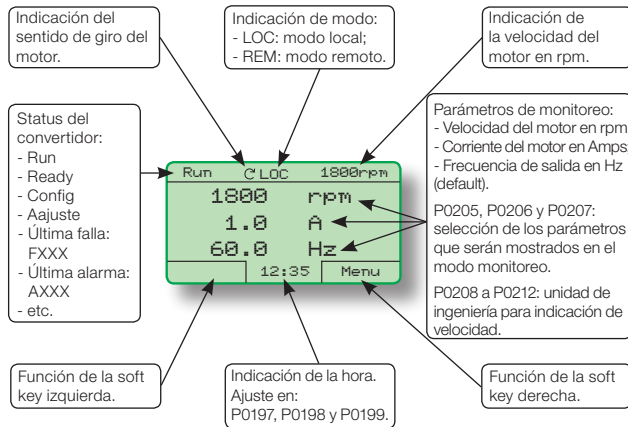 Indicación del
sentido de giro del
motor.
Indicación de modo:
- LOC: modo local;
- REM: modo remoto.
Indicación de
la velocidad del
motor en rpm.
Status del
convertidor:
- Run
- Ready
- Config
- Aajuste
- Última falla:
FXXX
- Última alarma:
AXXX
- etc.
Run LOC 1800rpm
1800 rpm
1.0 A
60.0 Hz
12:35 Menu
Parámetros de monitoreo:
- Velocidad del motor en rpm
- Corriente del motor en Amps;
- Frecuencia de salida en Hz
(default).
P0205, P0206 y P0207:
selección de los parámetros
que serán mostrados en el
modo monitoreo.
P0208 a P0212: unidad de
ingeniería para indicación de
velocidad.
Función de la soft
key izquierda.
Indicación de la hora.
Ajuste en:
P0197, P0198 y P0199.
Función de la soft
key derecha.